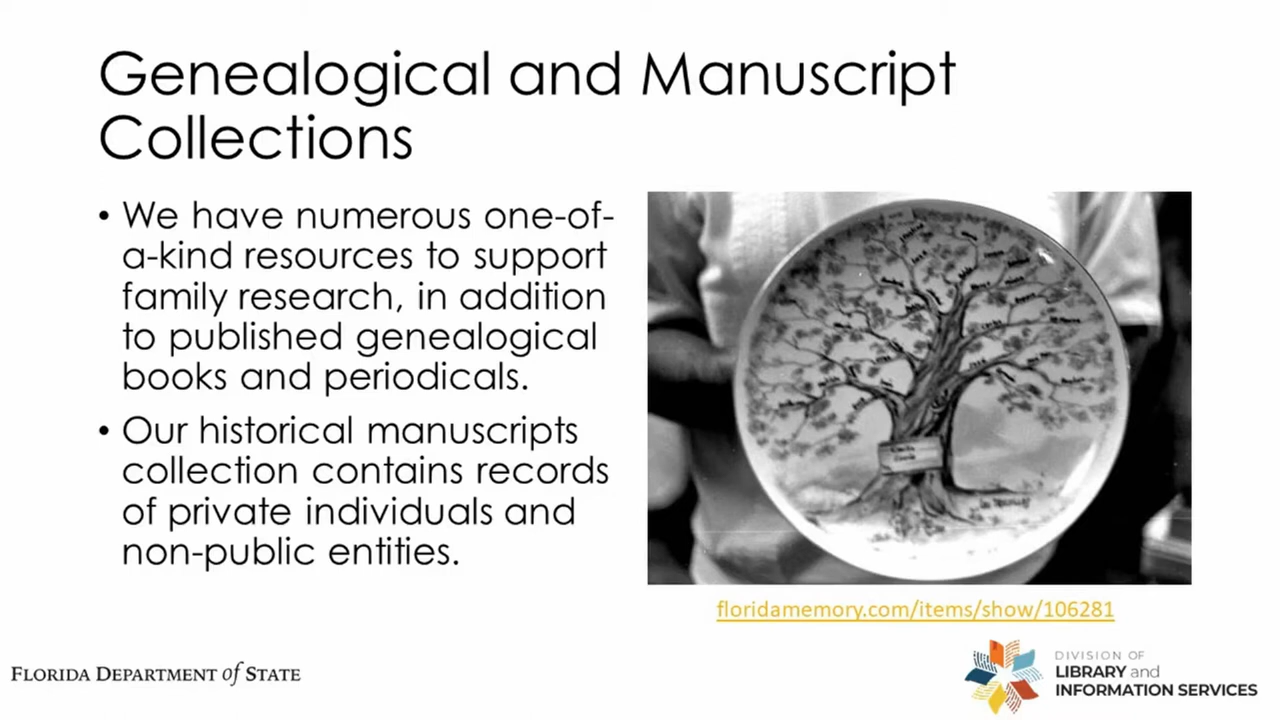 Genealogical and Manuscript
Collections
• We have numerous one-of-
a-kind resources to support
family research, in addition
to published genealogical
books and periodicals.
• Our historical manuscripts
collection contains records
of private individuals and
non-public entities.
floridamemory.com/items/show/106281
FLORIDA DEPARTMENT of STATE
DIVISION OF
LIBRARY and
INFORMATION SERVICES